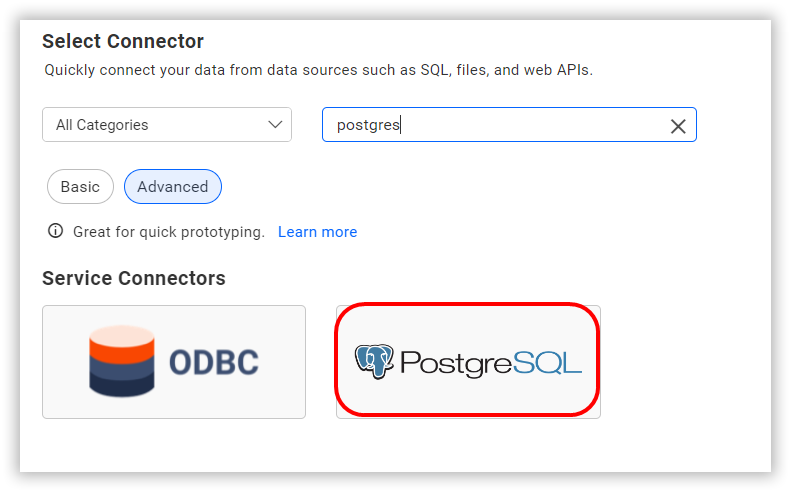 Select Connector
Quickly connect your data from data sources such as SQL, files, and web APIs.
All Categories
postgres
Basic
Advanced
Great for quick prototyping. Learn more
Service Connectors
ODBC
PostgreSQL